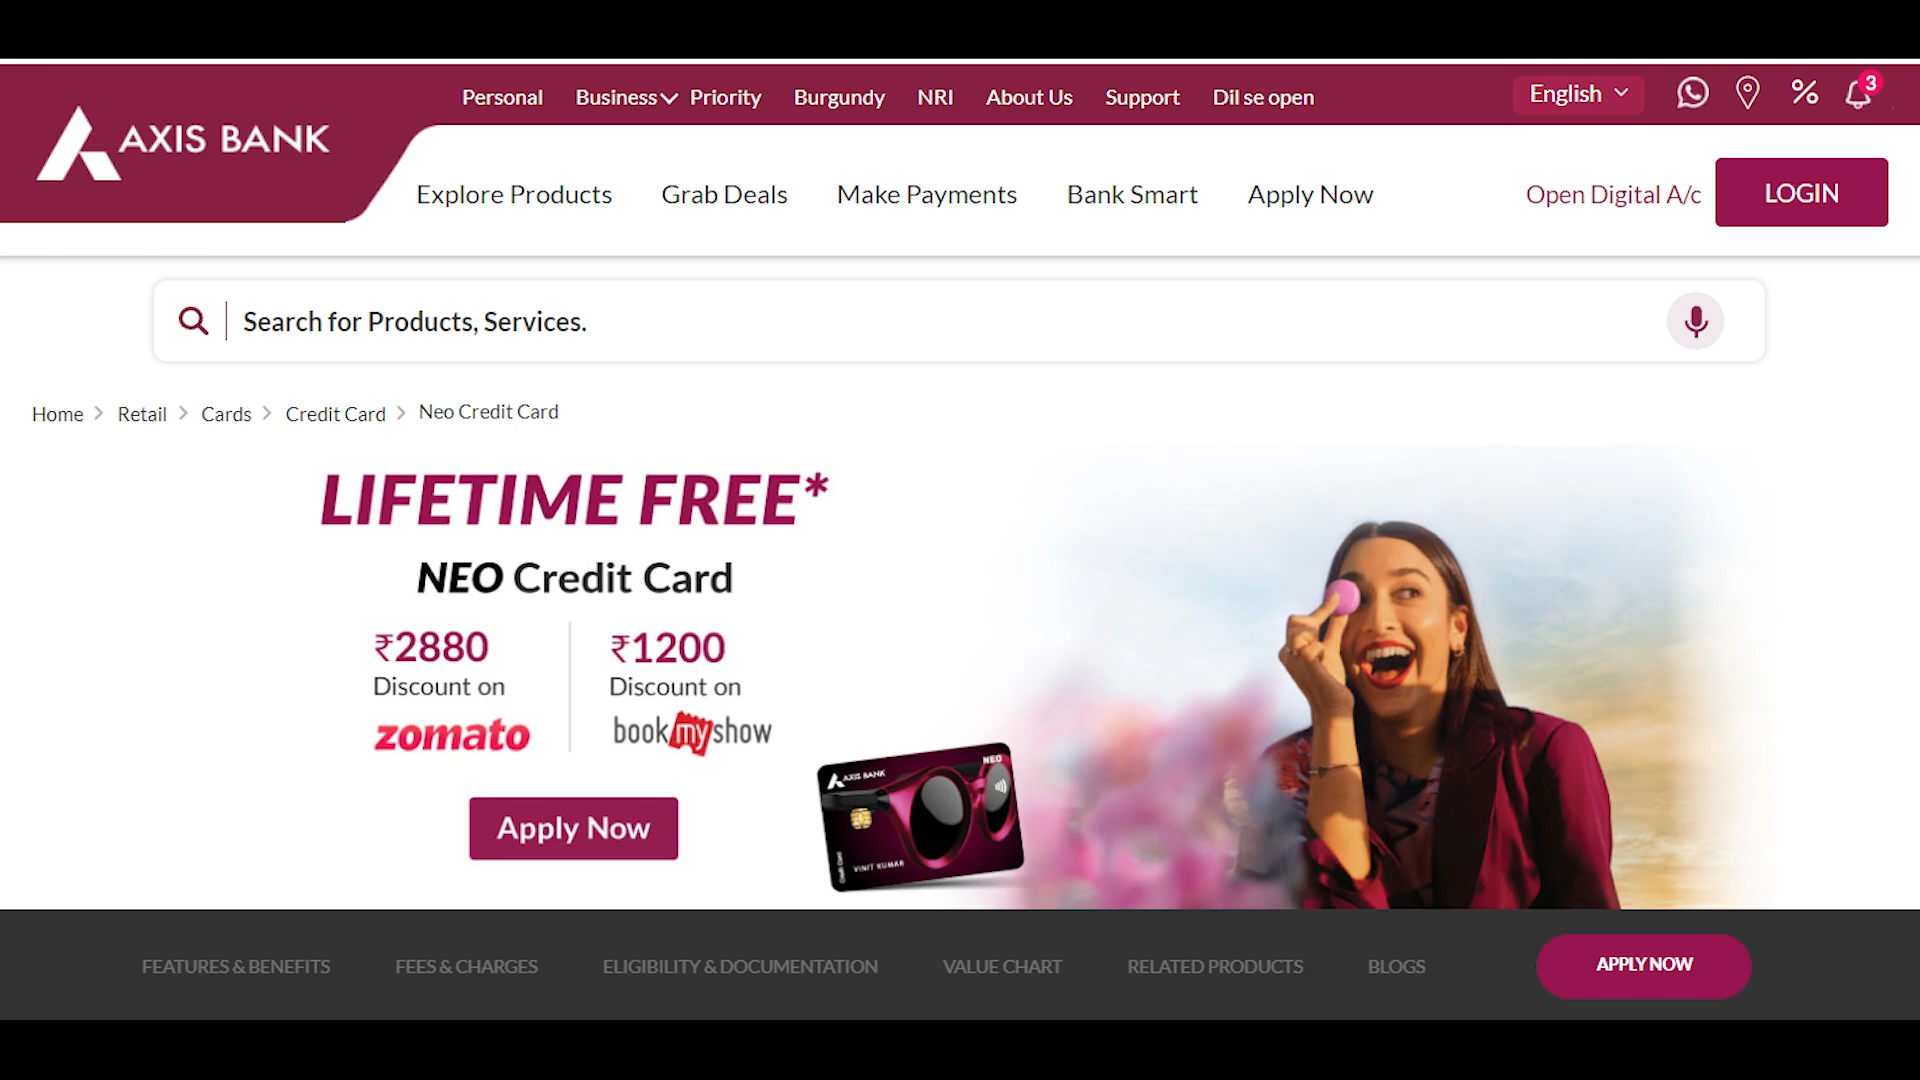 Personal Business Priority Burgundy NRI About Us Support Dil se open English 3
AXIS BANK
Explore Products Grab Deals Make Payments Bank Smart Apply Now Open Digital A/c LOGIN
Search for Products, Services.
Home > Retail > Cards > Credit Card > Neo Credit Card
LIFETIME FREE*
NEO Credit Card
₹2880 ₹1200
Discount on Discount on
zomato bookmyshow
AXIS BANK NEO
Credit Card
VINIT KUMAR
Apply Now
FEATURES & BENEFITS FEES & CHARGES ELIGIBILITY & DOCUMENTATION VALUE CHART RELATED PRODUCTS BLOGS APPLY NOW